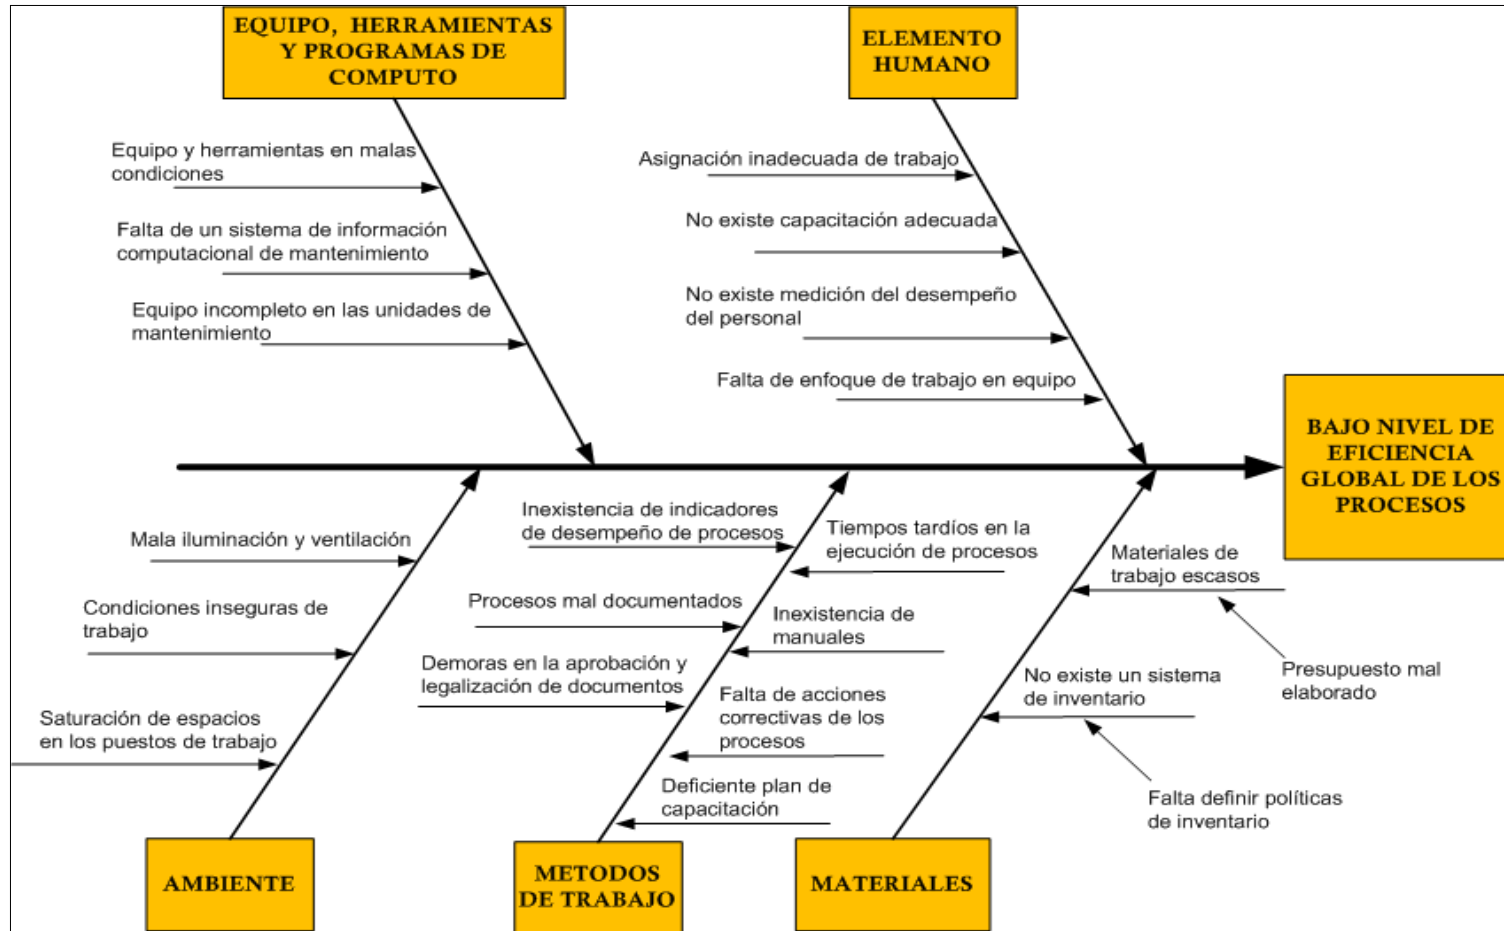 EQUIPO, HERRAMIENTAS
Y PROGRAMAS DE
COMPUTO
ELEMENTO
HUMANO
Equipo y herramientas en malas
condiciones
Falta de un sistema de información
computacional de mantenimiento
Equipo incompleto en las unidades de
mantenimiento
Asignación inadecuada de trabajo
No existe capacitación adecuada
No existe medición del desempeño
del personal
Falta de enfoque de trabajo en equipo
BAJO NIVEL DE
EFICIENCIA
GLOBAL DE LOS
PROCESOS
Mala iluminación y ventilación
Condiciones inseguras de
trabajo
Saturación de espacios
en los puestos de trabajo
Inexistencia de indicadores
de desempeño de procesos
Procesos mal documentados
Demoras en la aprobación y
legalización de documentos
Tiempos tardíos en la
ejecución de procesos
Inexistencia de
manuales
Falta de acciones
correctivas de los
procesos
Deficiente plan de
capacitación
Materiales de
trabajo escasos
Presupuesto mal
elaborado
No existe un sistema
de inventario
Falta definir políticas
de inventario
AMBIENTE
METODOS
DE TRABAJO
MATERIALES